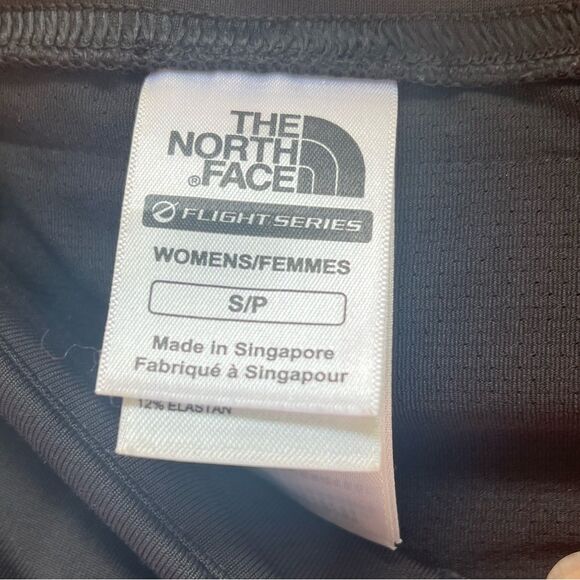 THE
NORTH
®FACE
FLIGHT SERIES
WOMENS/FEMMES
S/P
Made in Singapore
Fabriqué à Singapour
12% ELASTAN